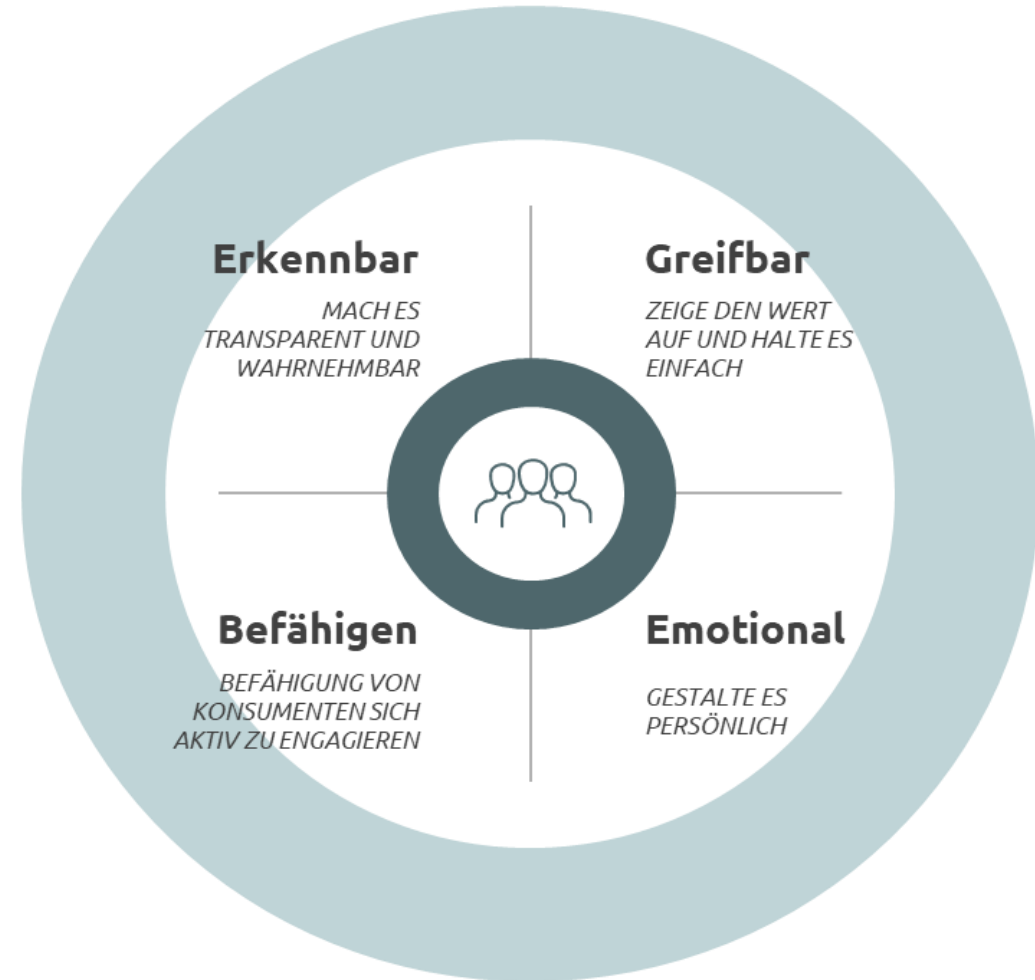 Erkennbar
MACH ES
TRANSPARENT UND
WAHRNEHMBAR
Greifbar
ZEIGE DEN WERT
AUF UND HALTE ES
EINFACH
Befähigen
BEFÄHIGUNG VON
KONSUMENTEN SICH
AKTIV ZU ENGAGIEREN
Emotional
GESTALTE ES
PERSÖNLICH